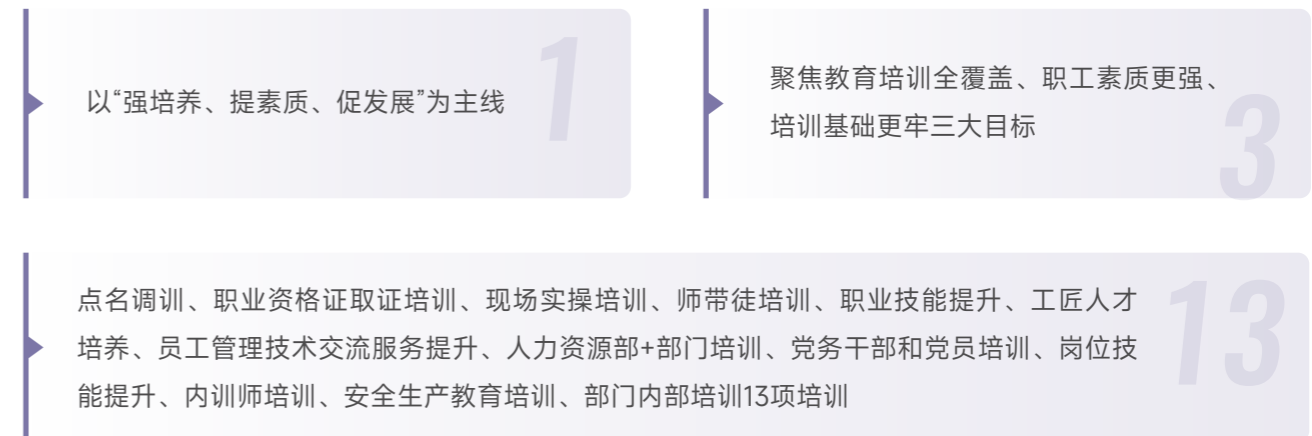 以“强培养、提素质、促发展”为主线
1
聚焦教育培训全覆盖、职工素质更强、
培训基础更牢三大目标
3
点名调训、职业资格证取证培训、现场实操培训、师带徒培训、职业技能提升、工匠人才
培养、员工管理技术交流服务提升、人力资源部+部门培训、党务干部和党员培训、岗位技
能提升、内训师培训、安全生产教育培训、部门内部培训13项培训
13